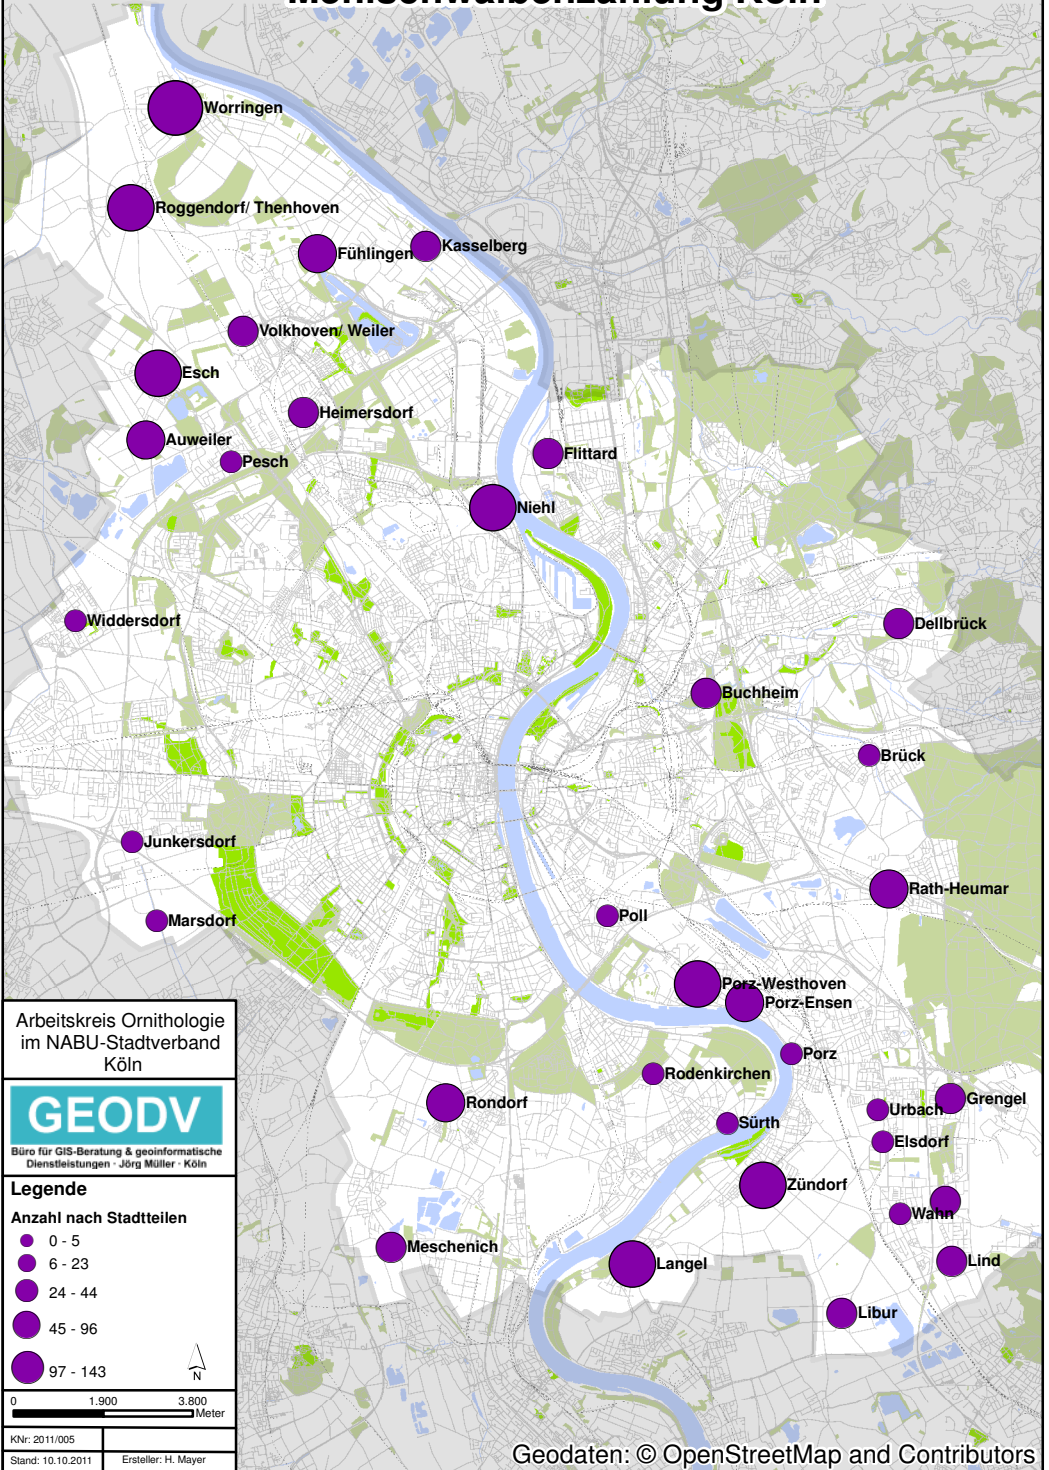 Mehlschwalbenzählung Köln
Worringen
Roggendorf/ Thenhoven
Fühlingen
Kasselberg
Volkhoven/ Weiler
Esch
Heimersdorf
Auweiler
Pesch
Flittard
Niehl
Widdersdorf
Dellbrück
Buchheim
Brück
Junkersdorf
Rath-Heumar
Marsdorf
Poll
Porz-Westhoven
Porz-Ensen
Porz
Rodenkirchen
Rondorf
Grengel
Urbach
Sürth
Elsdorf
Zündorf
Wahn
Meschenich
Langel
Lind
Libur
Arbeitskreis Ornithologie
im NABU-Stadtverband
Köln
GEODV
Büro für GIS-Beratung & geoinformatische
Dienstleistungen · Jörg Müller · Köln
Legende
Anzahl nach Stadtteilen
0 - 5
6 - 23
24 - 44
45 - 96
97 - 143
N
0 1.900 3.800
Meter
KNr: 2011/005
Stand: 10.10.2011 Ersteller: H. Mayer
Geodaten: © OpenStreetMap and Contributors